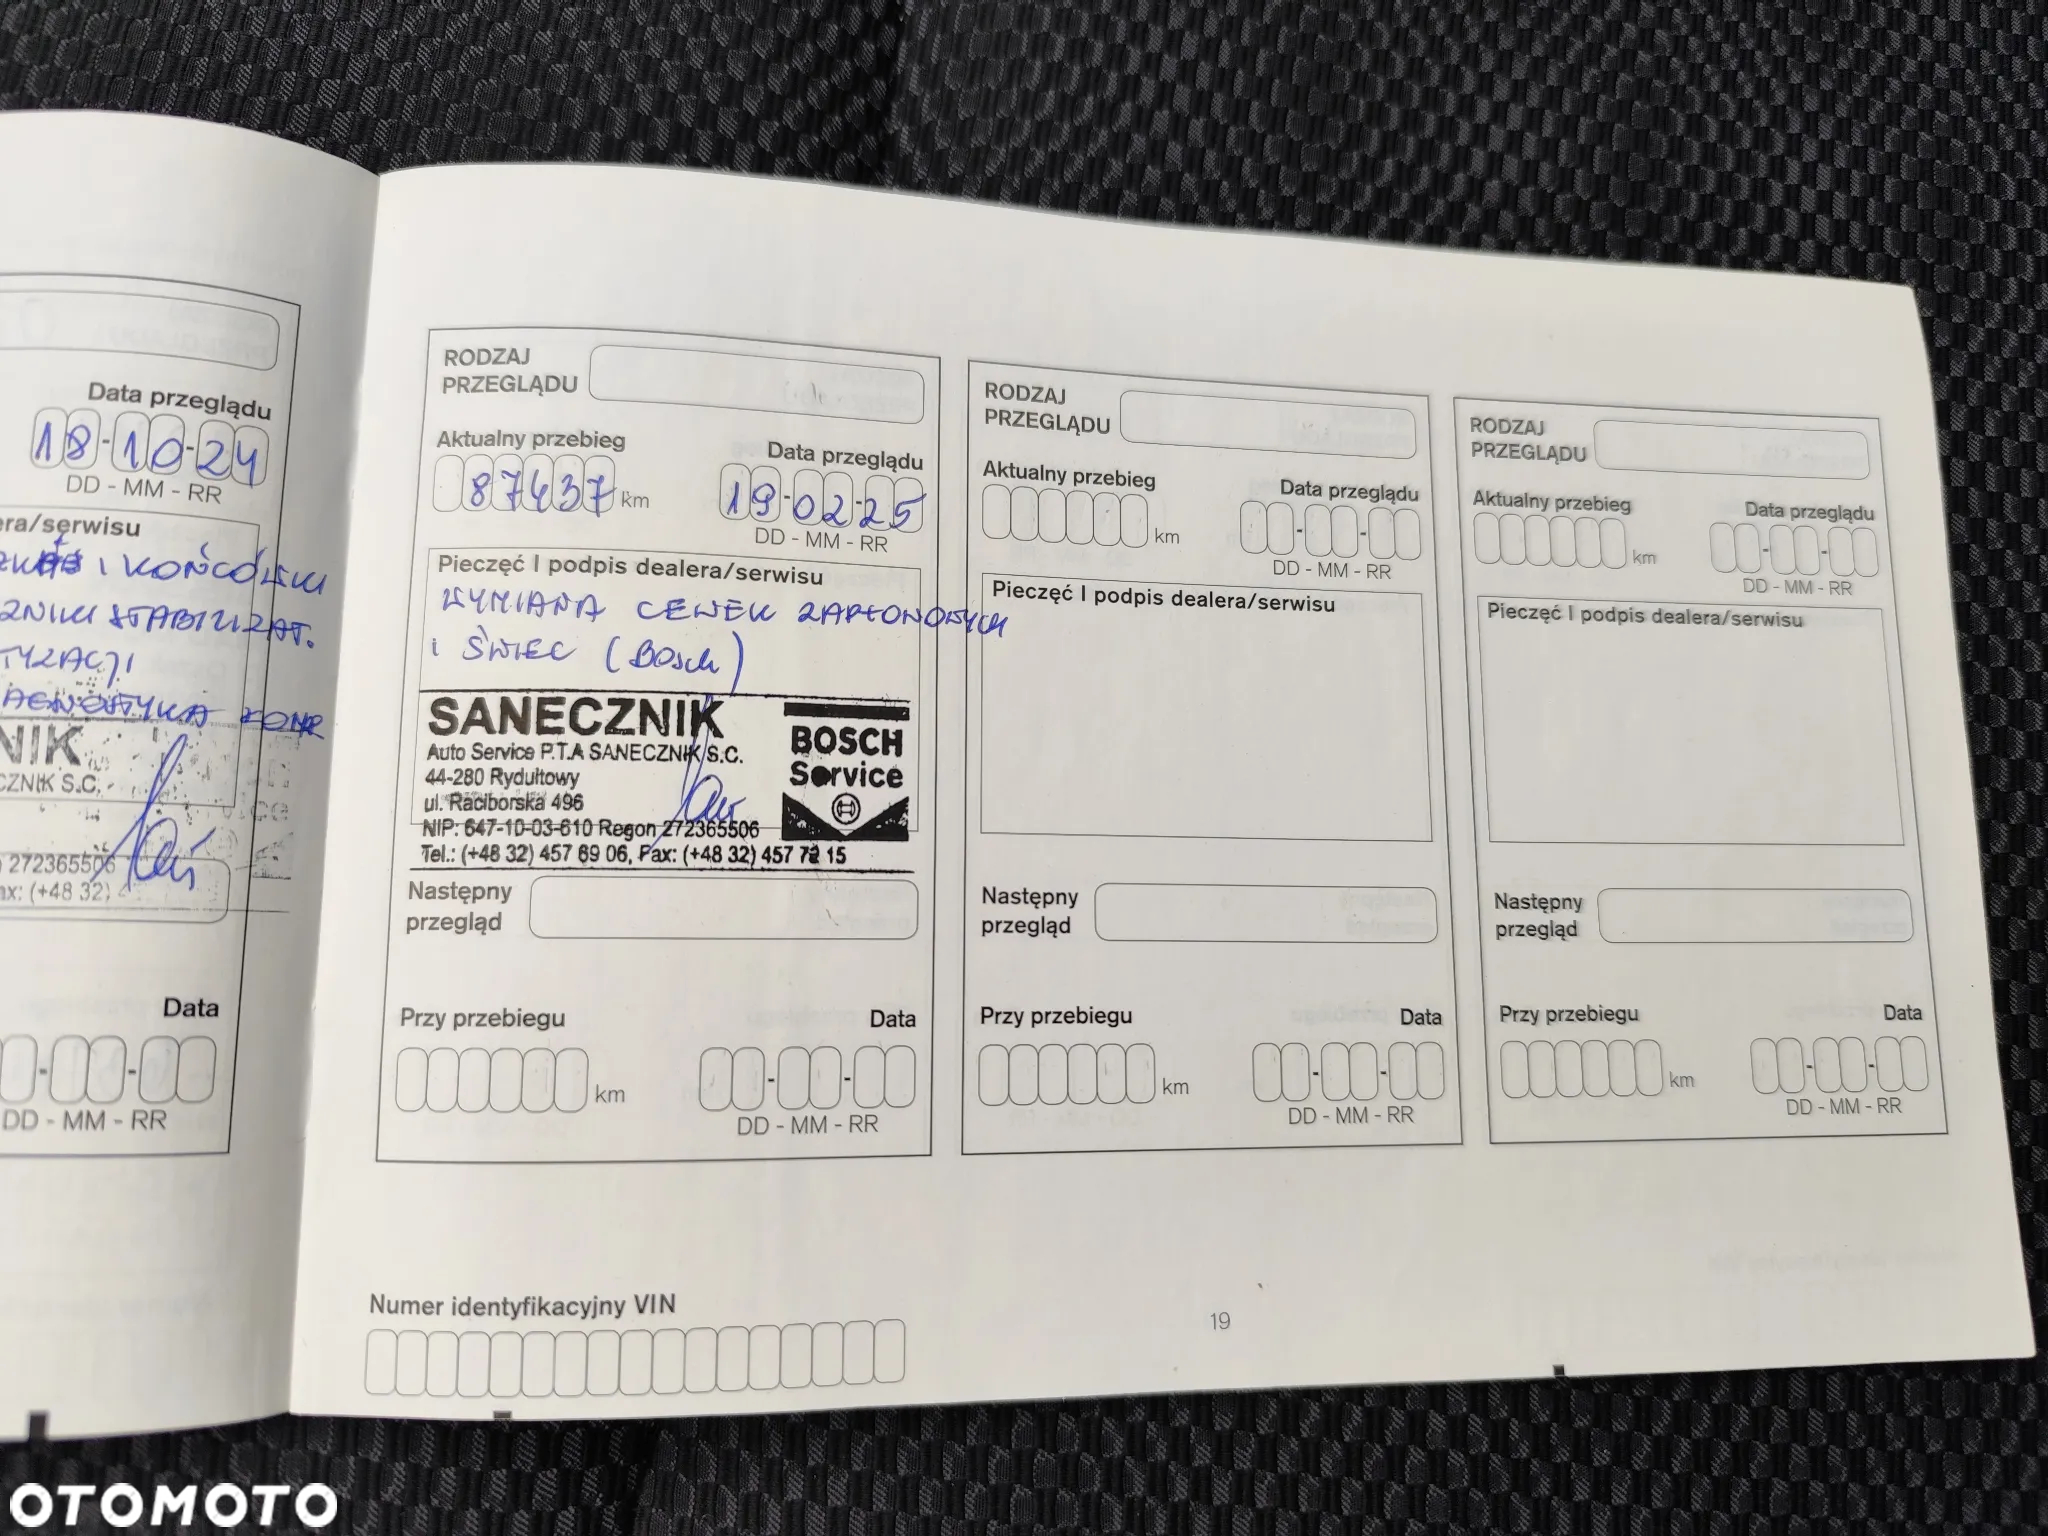 Data przeglądu
18-10-24
DD - MM - RR
era/serwisu
I KOŃCÓWKI
STABILIZAT.
TYZACJI
NIK
CZNIK S.C.
272365506
ax: (+48 32) 4
Data
DD - MM - RR
RODZAJ
PRZEGLĄDU
Aktualny przebieg
Data przeglądu
87437 km
19-02-25
DD - MM - RR
Pieczęć I podpis dealera/serwisu
WYMIANA CEWEK ZAPŁONOWYCH
I ŚWIEC (BOSCH)
SANECZNIK
Auto Service P.T.A SANECZNIK S.C.
44-280 Rydułtowy
ul. Raciborska 496
NIP: 647-10-03-610 Regon 272365506
Tel.: (+48 32) 457 69 06, Fax: (+48 32) 457 72 15
BOSCH
Service
Następny
przegląd
Przy przebiegu
Data
km
DD - MM - RR
RODZAJ
PRZEGLĄDU
Aktualny przebieg
Data przeglądu
km
DD - MM - RR
Pieczęć I podpis dealera/serwisu
Następny
przegląd
Przy przebiegu
Data
km
DD - MM - RR
RODZAJ
PRZEGLĄDU
Aktualny przebieg
Data przeglądu
km
DD - MM - RR
Pieczęć I podpis dealera/serwisu
Następny
przegląd
Przy przebiegu
Data
km
DD - MM - RR
Numer identyfikacyjny VIN
19
OTOMOTO